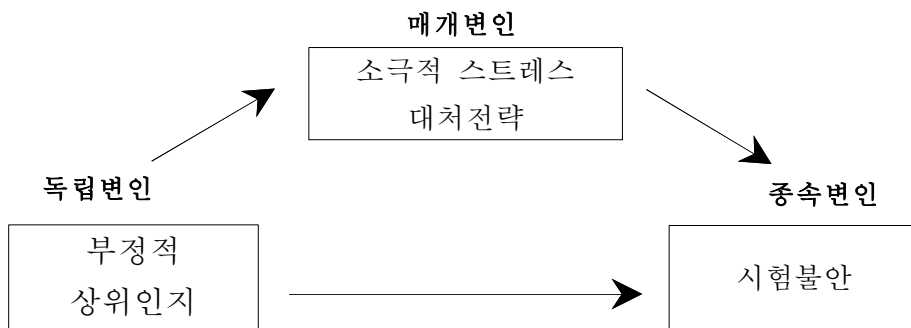 매개변인
소극적 스트레스
대처전략
독립변인
종속변인
부정적
상위인지
시험불안